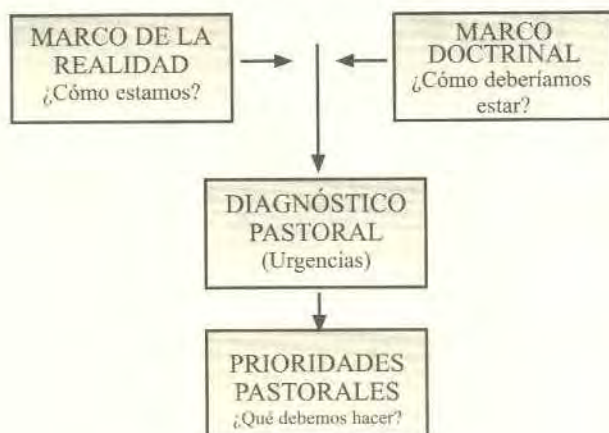 MARCO DE LA
REALIDAD
¿Cómo estamos?
MARCO
DOCTRINAL
¿Cómo deberíamos
estar?
DIAGNÓSTICO
PASTORAL
(Urgencias)
PRIORIDADES
PASTORALES
¿Qué debemos hacer?